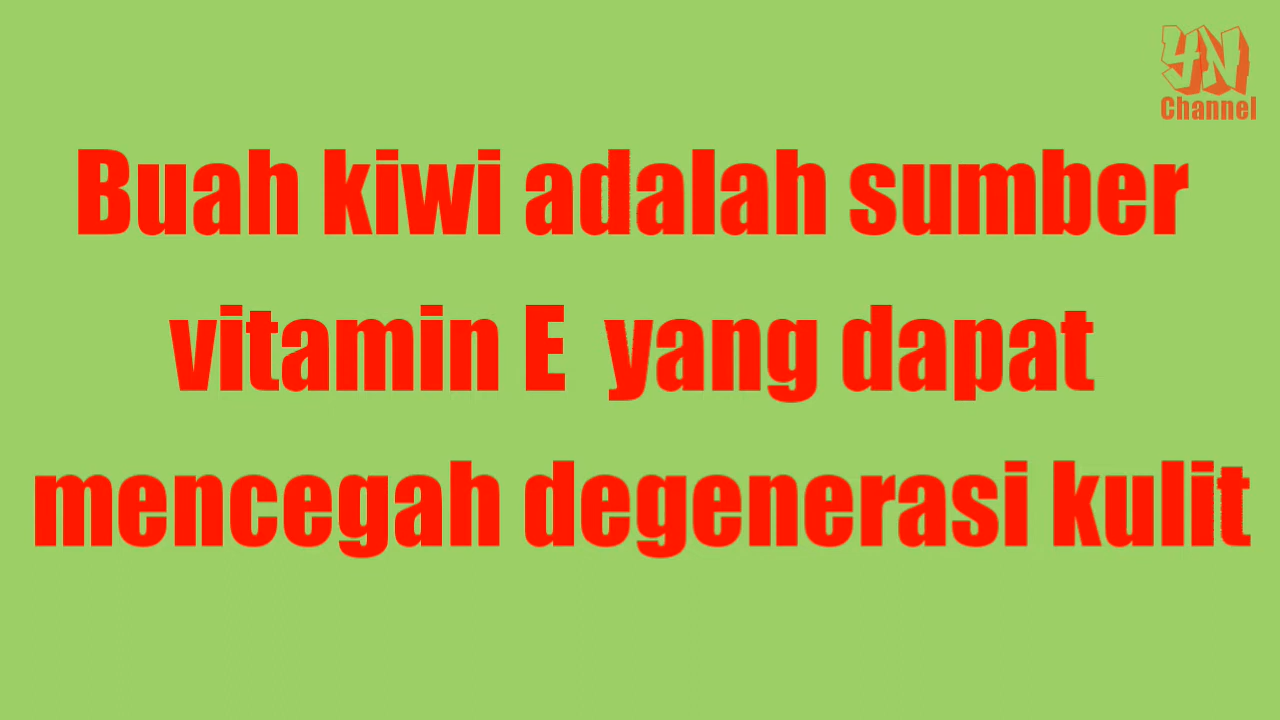 YN
Channel
Buah kiwi adalah sumber
vitamin E yang dapat
mencegah degenerasi kulit